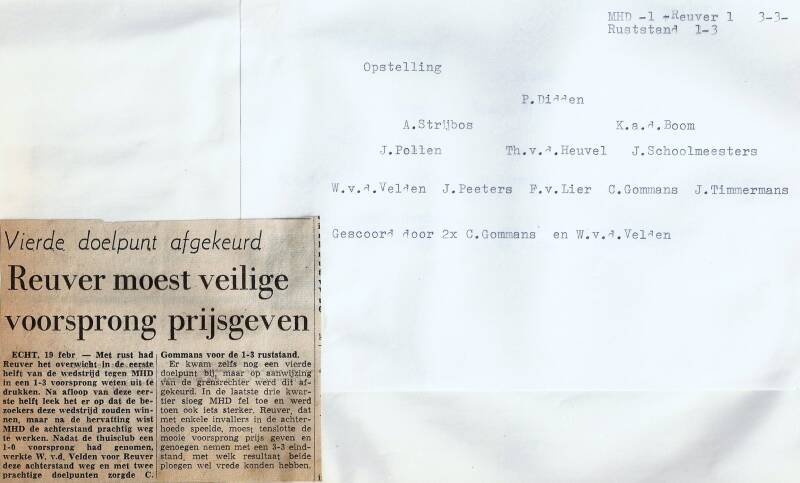 MHD -1 -Reuver 1 3-3-
Ruststand 1-3
Opstelling
P.Didden
A.Strijbos K.a.d.Boom
J.Pollen Th.v.d.Heuvel J.Schoolmeesters
W.v.d.Velden J.Peeters F.v.Lier C.Gommans J.Timmermans
Gescoord door 2x C.Gommans en W.v.d.Velden
Vierde doelpunt afgekeurd
Reuver moest veilige
voorsprong prijsgeven
ECHT, 19 febr — Met rust had
Reuver het overwicht in de eerste
helft van de wedstrijd tegen MHD
in een 1-3 voorsprong weten uit te
drukken. Na afloop van deze eer-
ste helft leek het er op dat de be-
zoekers deze wedstrijd zouden win-
nen, maar na de hervatting wist
MHD de achterstand prachtig weg
te werken. Nadat de thuisclub een
1-0 voorsprong had genomen,
werkte W. v.d. Velden voor Reuver
deze achterstand weg en met twee
prachtige doelpunten zorgde C.
Gommans voor de 1-3 ruststand.
Er kwam zelfs nog een vierde
doelpunt bij, maar op aanwijzing
van de grensrechter werd dit af-
gekeurd. In de laatste drie kwar-
tier sloeg MHD fel toe en werd
toen ook iets sterker. Reuver, dat
met enkele invallers in de achter-
hoede speelde, moest tenslotte de
mooie voorsprong prijs geven en
genoegen nemen met een 3-3 eind-
stand, met welk resultaat beide
ploegen wel vrede konden hebben.